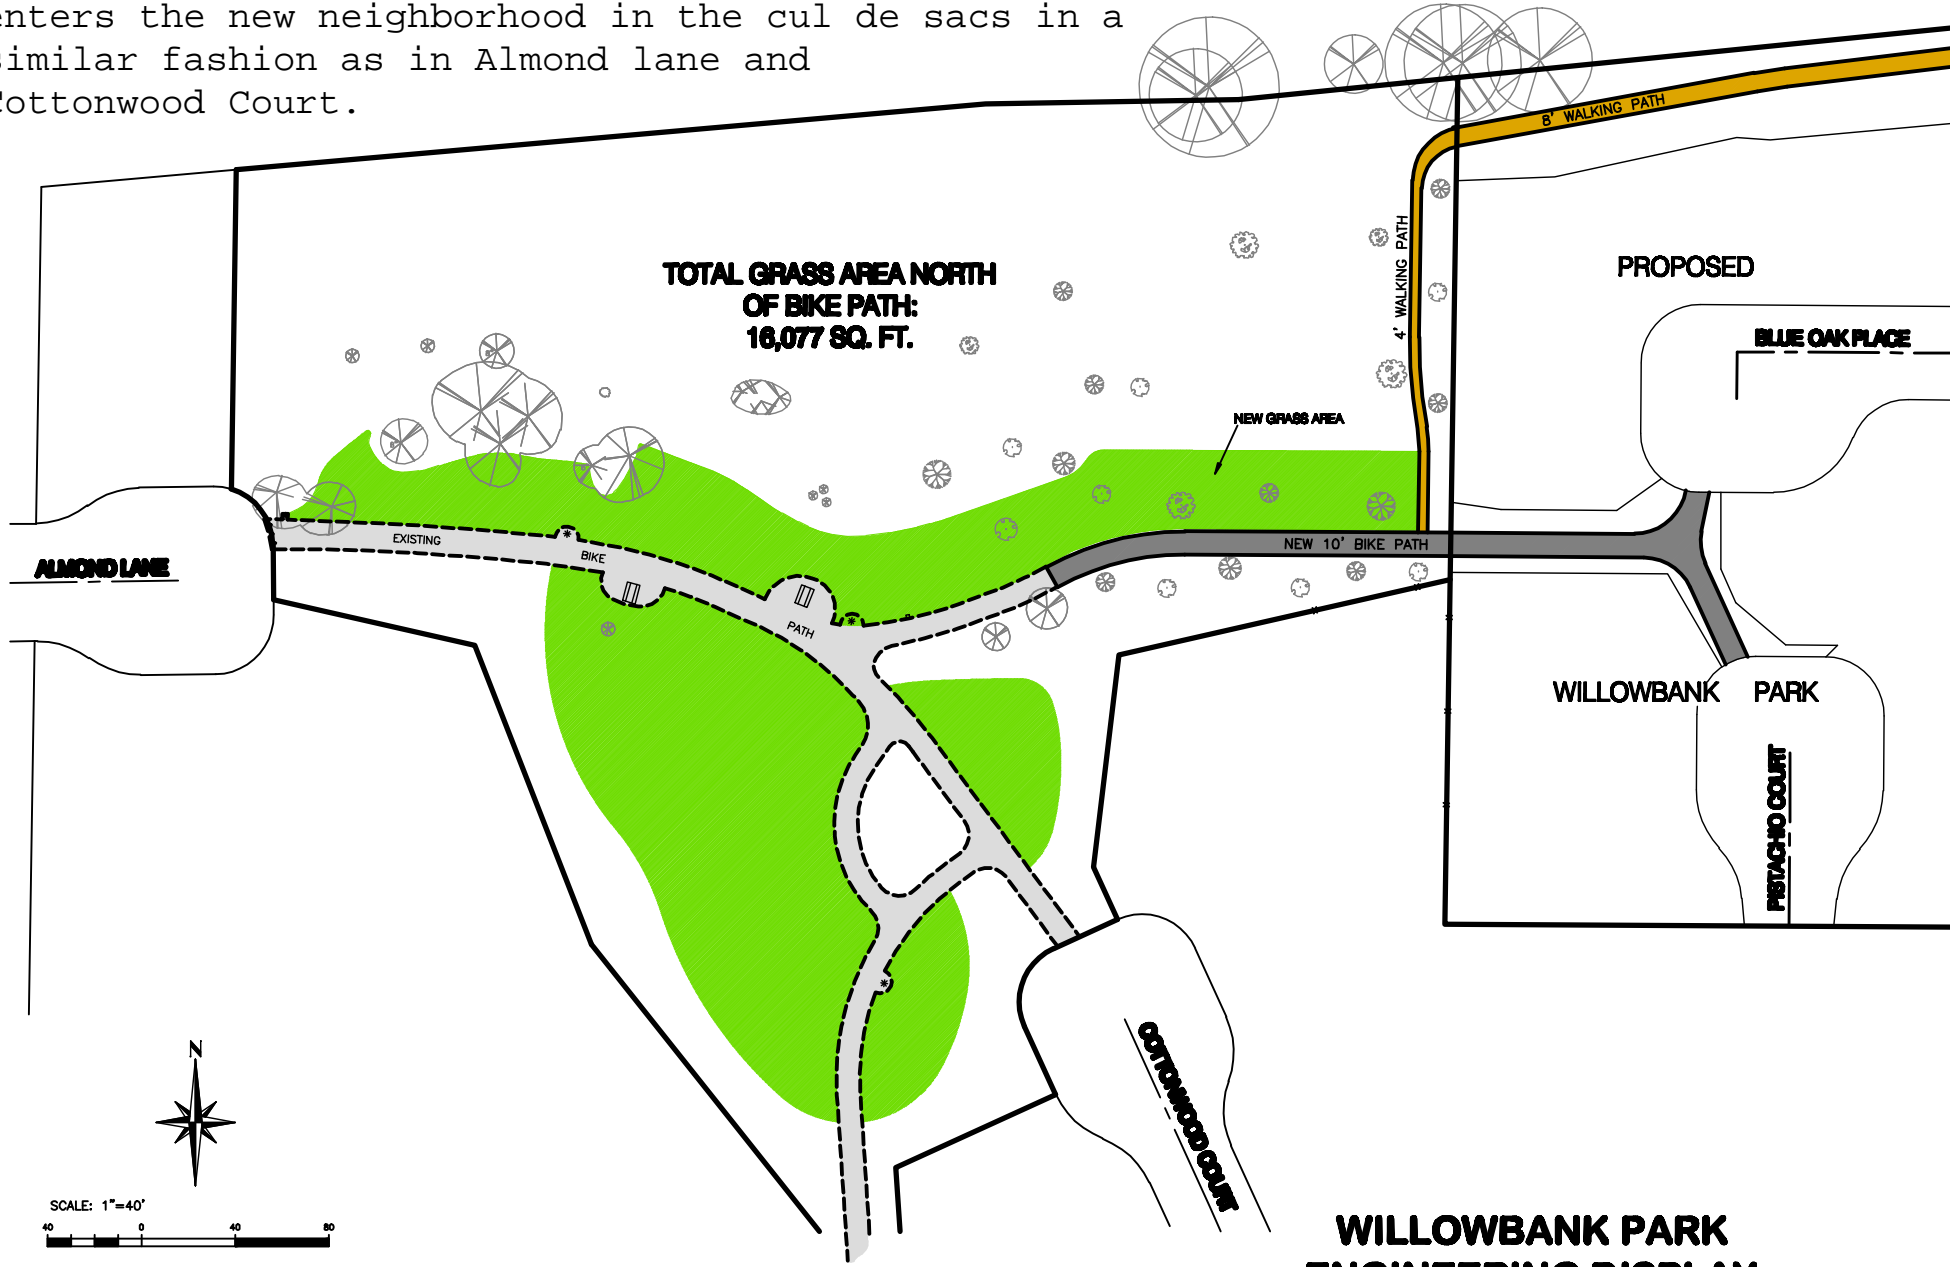 enters the new neighborhood in the cul de sacs in a
similar fashion as in Almond lane and
Cottonwood Court.
8' WALKING PATH
4' WALKING PATH
PROPOSED
TOTAL GRASS AREA NORTH
OF BIKE PATH:
16,077 SQ. FT.
BLUE OAK PLACE
NEW GRASS AREA
EXISTING
BIKE
PATH
NEW 10' BIKE PATH
ALMOND LANE
WILLOWBANK PARK
PISTACHIO COURT
COTTONWOOD COURT
N
SCALE: 1"=40'
40 0 40 80
WILLOWBANK PARK
ENGINEERING DISPLAY